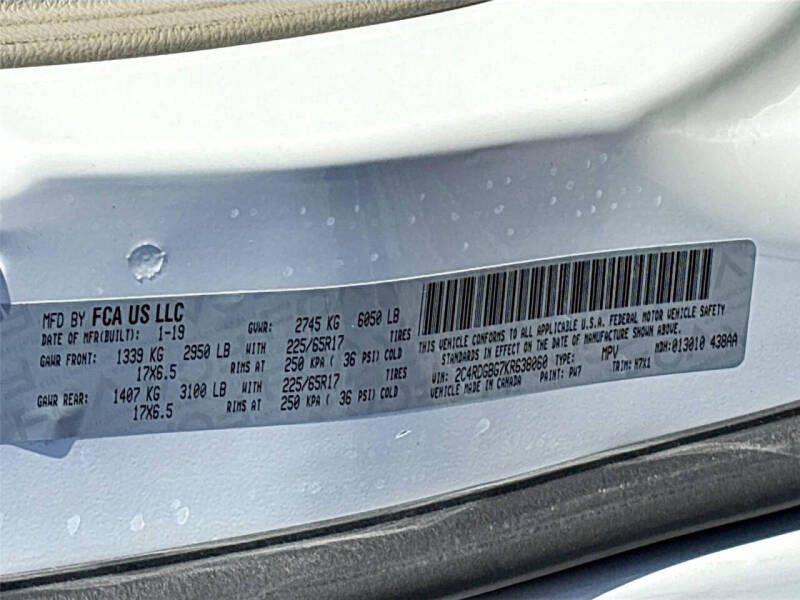 MFD BY FCA US LLC
DATE OF MFR(BUILT): 1-19 GVWR: 2745 KG 6050 LB
GAWR FRONT: 1339 KG 2950 LB WITH 225/65R17 TIRES
17X6.5 RIMS AT 250 KPA ( 36 PSI) COLD
GAWR REAR: 1407 KG 3100 LB WITH 225/65R17 TIRES
17X6.5 RIMS AT 250 KPA ( 36 PSI) COLD
THIS VEHICLE CONFORMS TO ALL APPLICABLE U.S.A. FEDERAL MOTOR VEHICLE SAFETY
STANDARDS IN EFFECT ON THE DATE OF MANUFACTURE SHOWN ABOVE.
VIN: 2C4RDGBG7KR638060 TYPE: MPV MDH:013010 438AA
VEHICLE MADE IN CANADA PAINT: PW7 TRIM: H7X1